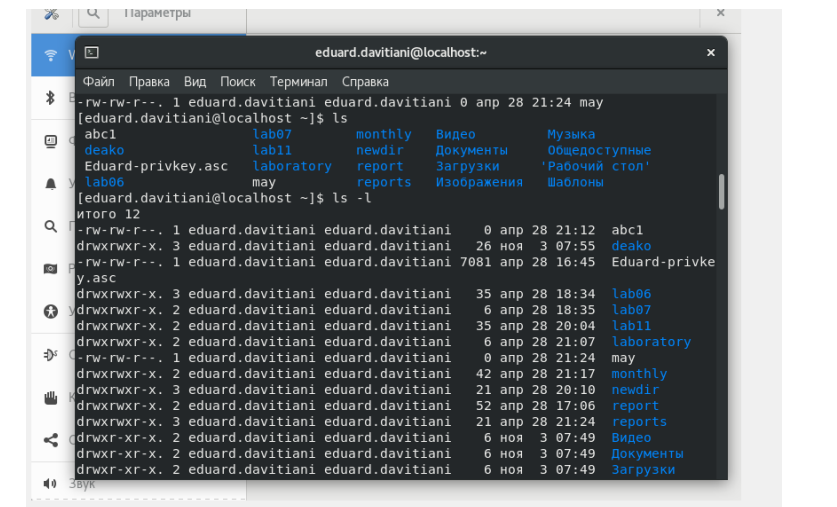 Параметры
eduard.davitiani@localhost:~
Файл Правка Вид Поиск Терминал Справка
-rw-rw-r--. 1 eduard.davitiani eduard.davitiani 0 апр 28 21:24 may
[eduard.davitiani@localhost ~]$ ls
abc1 lab07 monthly Видео Музыка
deako lab11 newdir Документы Общедоступные
Eduard-privkey.asc laboratory report Загрузки 'Рабочий стол'
lab06 may reports Изображения Шаблоны
[eduard.davitiani@localhost ~]$ ls -l
итого 12
-rw-rw-r--. 1 eduard.davitiani eduard.davitiani 0 апр 28 21:12 abc1
drwxrwxr-x. 3 eduard.davitiani eduard.davitiani 26 ноя 3 07:55 deako
-rw-rw-r--. 1 eduard.davitiani eduard.davitiani 7081 апр 28 16:45 Eduard-privke
y.asc
drwxrwxr-x. 3 eduard.davitiani eduard.davitiani 35 апр 28 18:34 lab06
drwxrwxr-x. 2 eduard.davitiani eduard.davitiani 6 апр 28 18:35 lab07
drwxrwxr-x. 2 eduard.davitiani eduard.davitiani 35 апр 28 20:04 lab11
drwxrwxr-x. 2 eduard.davitiani eduard.davitiani 6 апр 28 21:07 laboratory
-rw-rw-r--. 1 eduard.davitiani eduard.davitiani 0 апр 28 21:24 may
drwxrwxr-x. 2 eduard.davitiani eduard.davitiani 42 апр 28 21:17 monthly
drwxrwxr-x. 3 eduard.davitiani eduard.davitiani 21 апр 28 20:10 newdir
drwxrwxr-x. 2 eduard.davitiani eduard.davitiani 52 апр 28 17:06 report
drwxrwxr-x. 3 eduard.davitiani eduard.davitiani 21 апр 28 21:24 reports
drwxr-xr-x. 2 eduard.davitiani eduard.davitiani 6 ноя 3 07:49 Видео
drwxr-xr-x. 2 eduard.davitiani eduard.davitiani 6 ноя 3 07:49 Документы
drwxr-xr-x. 2 eduard.davitiani eduard.davitiani 6 ноя 3 07:49 Загрузки
Звук